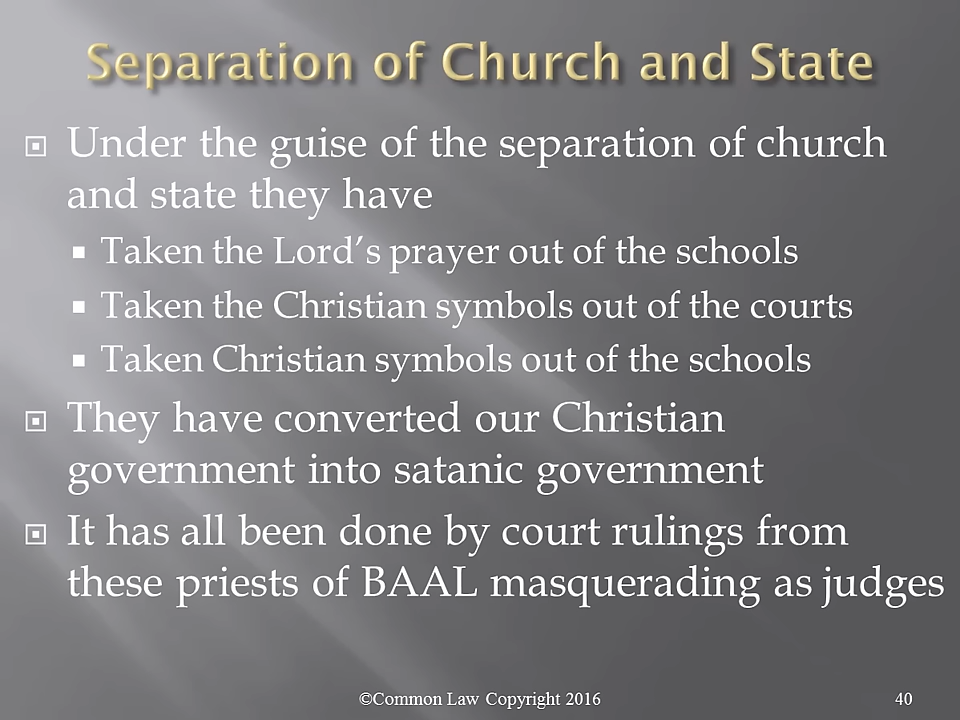 Separation of Church and State
Under the guise of the separation of church
and state they have
Taken the Lord’s prayer out of the schools
Taken the Christian symbols out of the courts
Taken Christian symbols out of the schools
They have converted our Christian
government into satanic government
It has all been done by court rulings from
these priests of BAAL masquerading as judges
©Common Law Copyright 2016 40